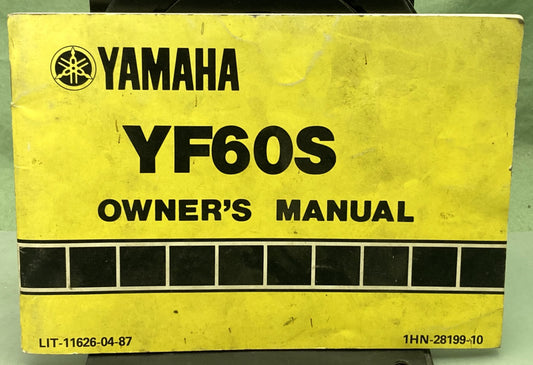 YAMAHA
YF60S
OWNER'S MANUAL
LIT-11626-04-87 1HN-28199-10